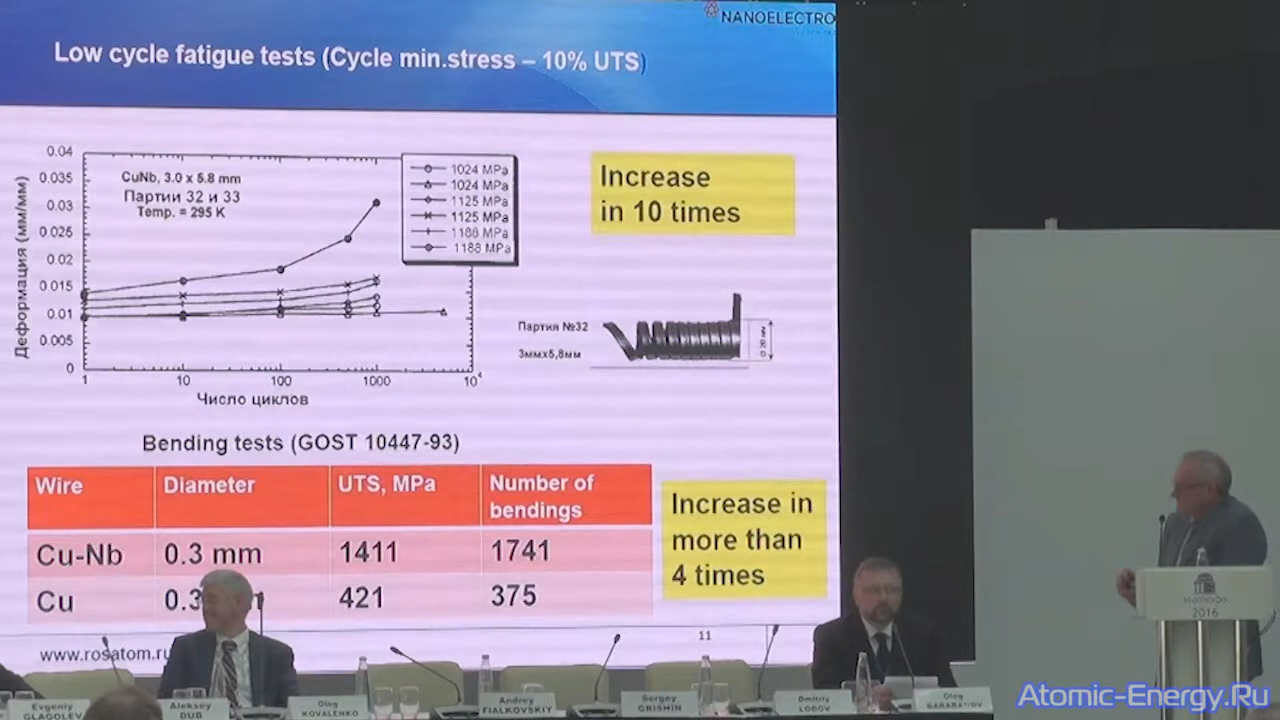 NANOELECTRO
Low cycle fatigue tests (Cycle min.stress – 10% UTS)
0.04
0.035
0.03
0.025
0.02
0.015
0.01
0.005
0
Деформация (мм/мм)
CuNb, 3.0 x 5.8 mm
Партии 32 и 33
Temp. = 295 K
1024 MPa
1024 MPa
1125 MPa
1125 MPa
1188 MPa
1188 MPa
1 10 100 1000 10⁴
Число циклов
Increase
in 10 times
Партия №32
3ммx5,8мм
Bending tests (GOST 10447-93)
Wire Diameter UTS, MPa Number of bendings
Cu-Nb 0.3 mm 1411 1741
Cu 0.3 421 375
Increase in
more than
4 times
11
www.rosatom.ru
2016
Evgeniy
GLAGOLEV
Aleksey
DUB
Oleg
KOVALENKO
Andrey
FIALKOVSKIY
Sergey
GRISHIN
Dmitriy
LOBOV
Oleg
BARABANOV
Atomic-Energy.Ru